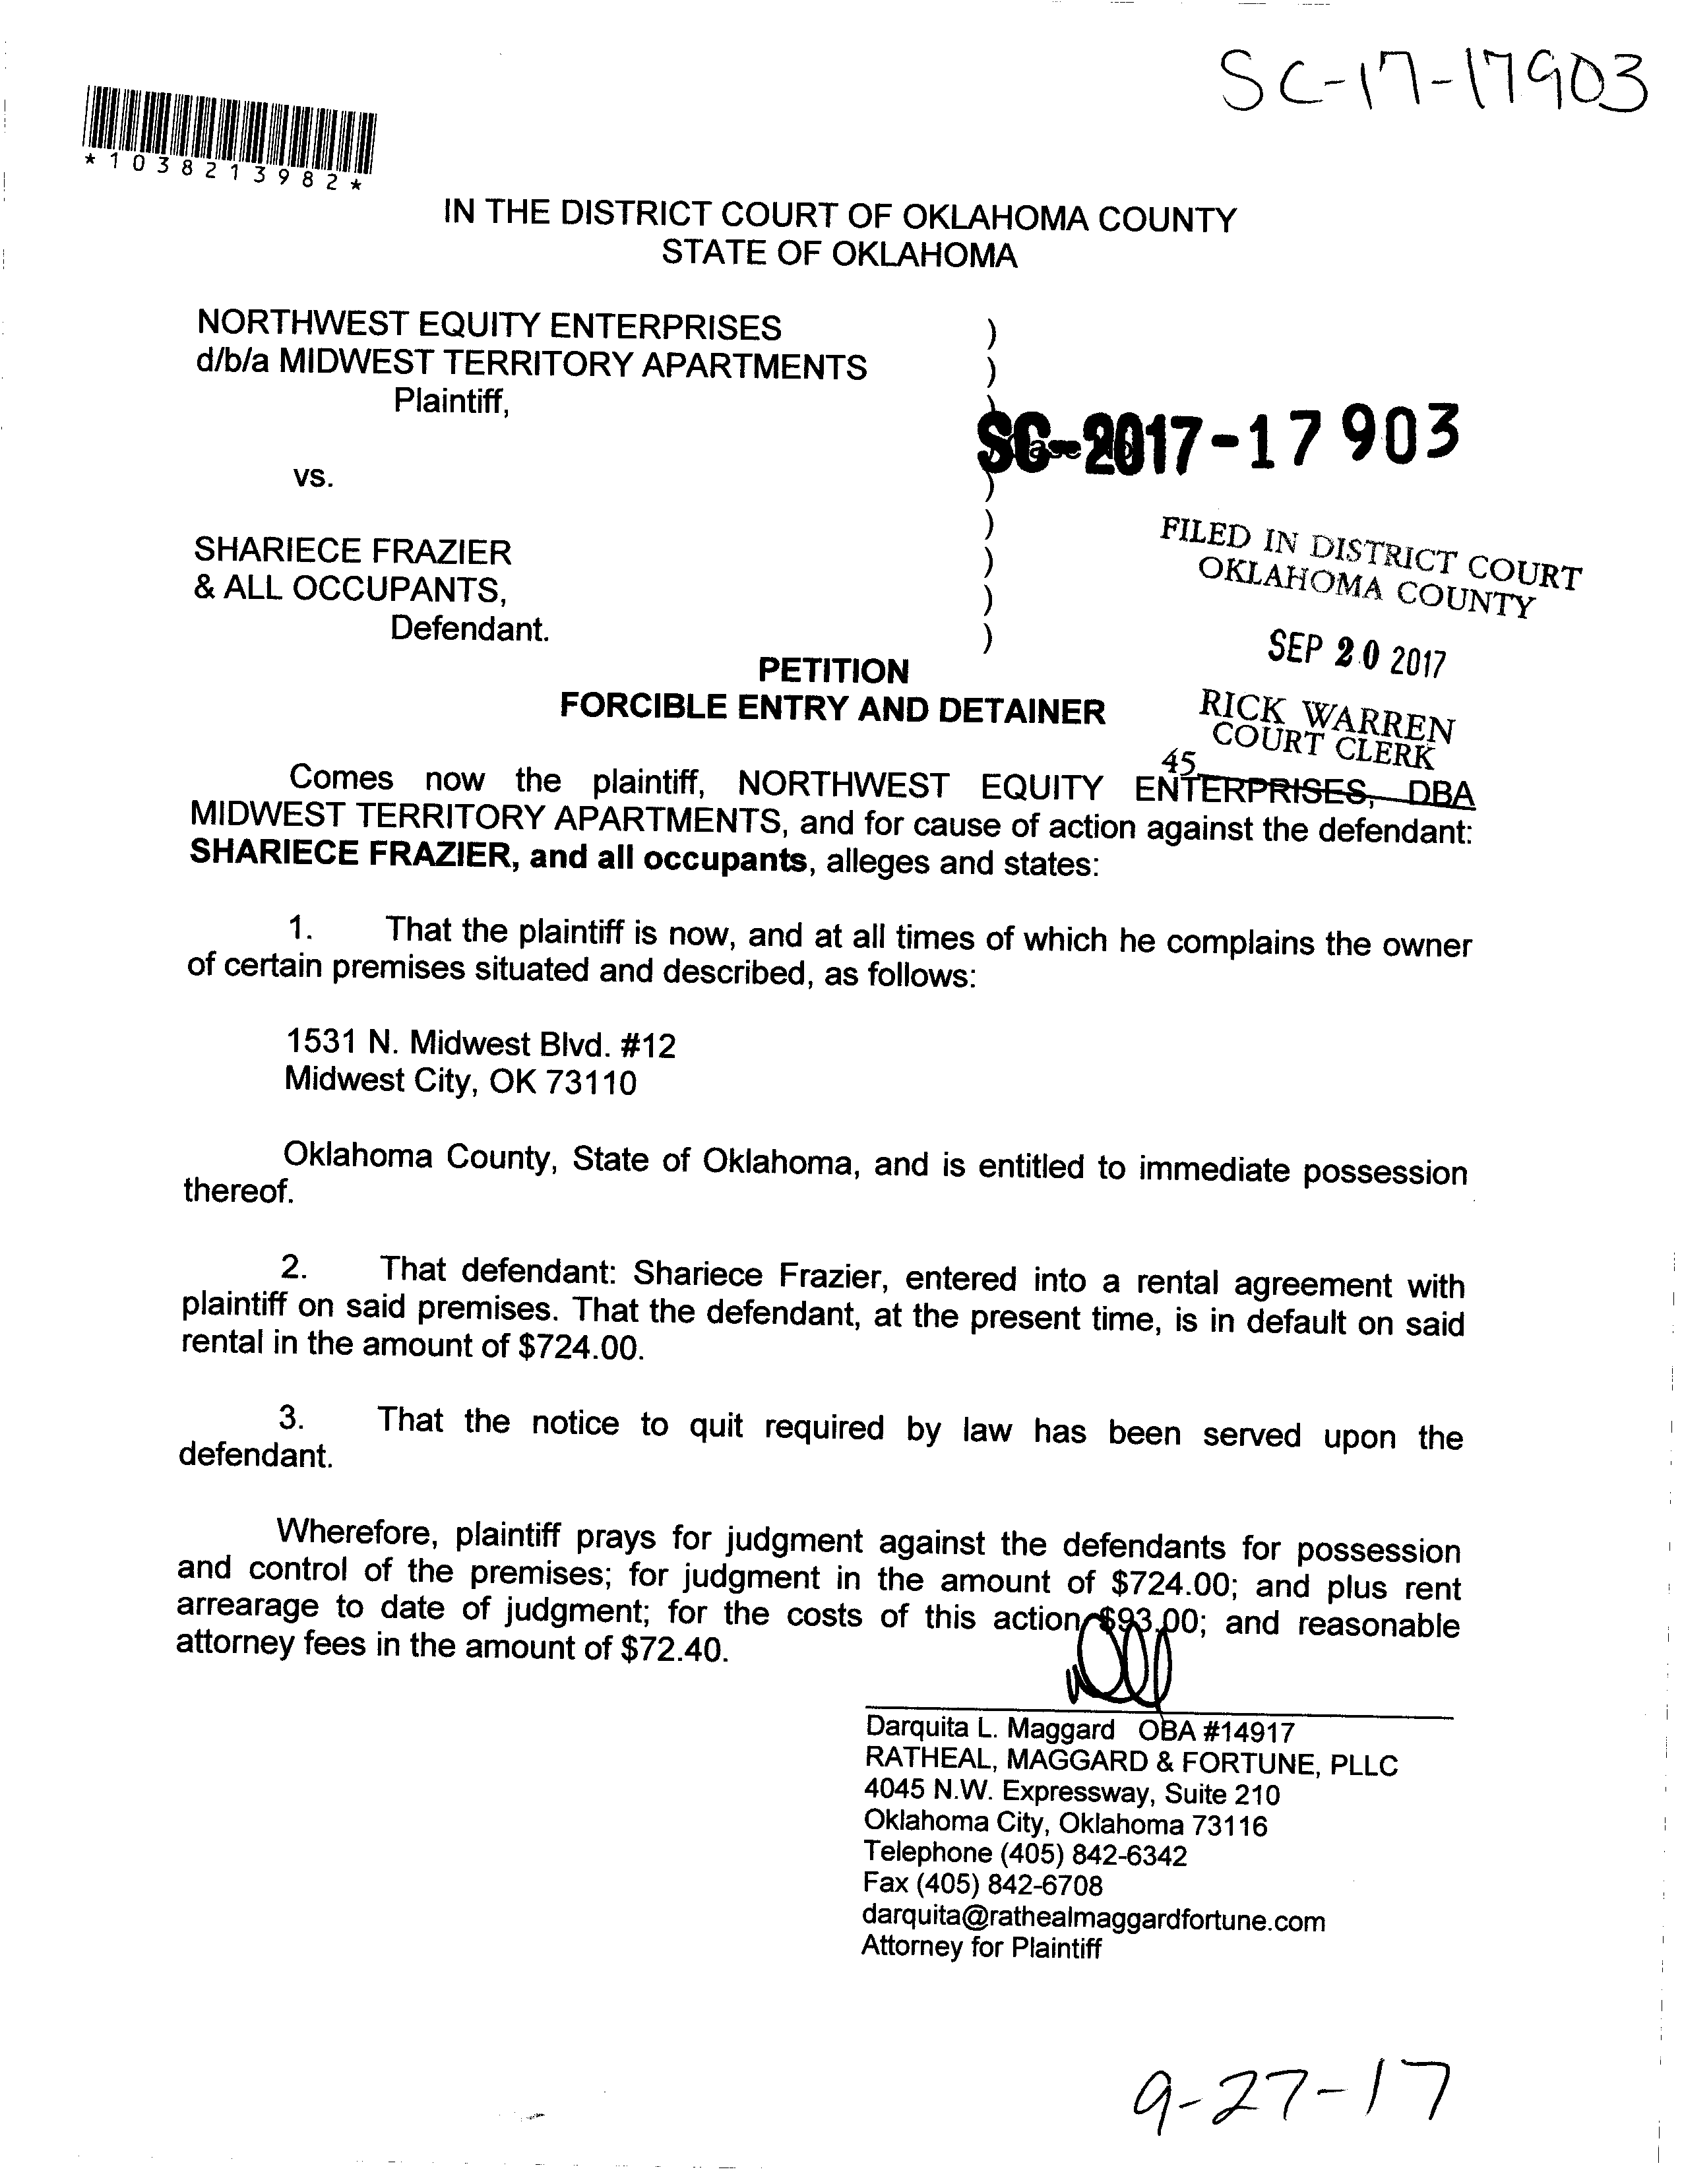 SC-17-17903
*1038213982*
IN THE DISTRICT COURT OF OKLAHOMA COUNTY
STATE OF OKLAHOMA
NORTHWEST EQUITY ENTERPRISES )
d/b/a MIDWEST TERRITORY APARTMENTS )
Plaintiff, )
SC-2017-17903
vs. )
)
SHARIECE FRAZIER )
& ALL OCCUPANTS, )
Defendant. )
FILED IN DISTRICT COURT
OKLAHOMA COUNTY
SEP 20 2017
RICK WARREN
COURT CLERK
45
PETITION
FORCIBLE ENTRY AND DETAINER
Comes now the plaintiff, NORTHWEST EQUITY ENTERPRISES, DBA
MIDWEST TERRITORY APARTMENTS, and for cause of action against the defendant:
SHARIECE FRAZIER, and all occupants, alleges and states:
1. That the plaintiff is now, and at all times of which he complains the owner
of certain premises situated and described, as follows:
1531 N. Midwest Blvd. #12
Midwest City, OK 73110
Oklahoma County, State of Oklahoma, and is entitled to immediate possession
thereof.
2. That defendant: Shariece Frazier, entered into a rental agreement with
plaintiff on said premises. That the defendant, at the present time, is in default on said
rental in the amount of $724.00.
3. That the notice to quit required by law has been served upon the
defendant.
Wherefore, plaintiff prays for judgment against the defendants for possession
and control of the premises; for judgment in the amount of $724.00; and plus rent
arrearage to date of judgment; for the costs of this action $93.00; and reasonable
attorney fees in the amount of $72.40.
Darquita L. Maggard OBA #14917
RATHEAL, MAGGARD & FORTUNE, PLLC
4045 N.W. Expressway, Suite 210
Oklahoma City, Oklahoma 73116
Telephone (405) 842-6342
Fax (405) 842-6708
darquita@rathealmaggardfortune.com
Attorney for Plaintiff
9-27-17